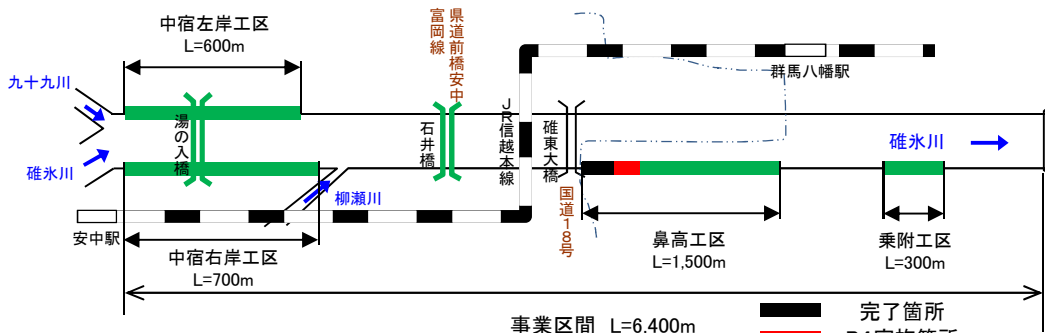 中宿左岸工区
L=600m
九十九川
碓氷川
湯の入橋
県道前橋安中
富岡線
石井橋
JR信越本線
碓東大橋
国道18号
群馬八幡駅
碓氷川
柳瀬川
安中駅
中宿右岸工区
L=700m
鼻高工区
L=1,500m
乗附工区
L=300m
事業区間 L=6,400m
完了箇所